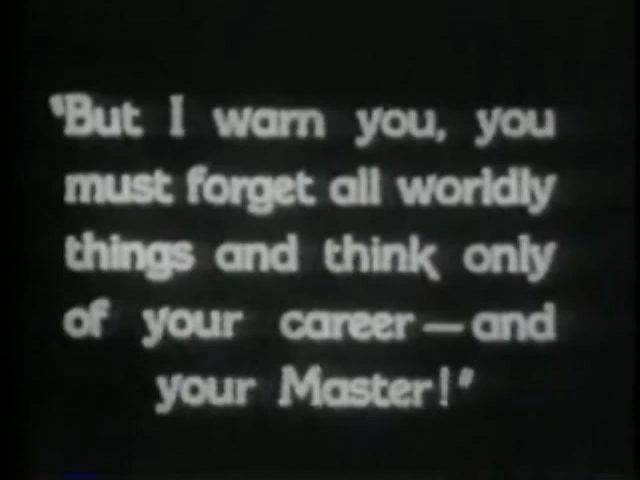 "But I warn you, you
must forget all worldly
things and think only
of your career — and
your Master!"